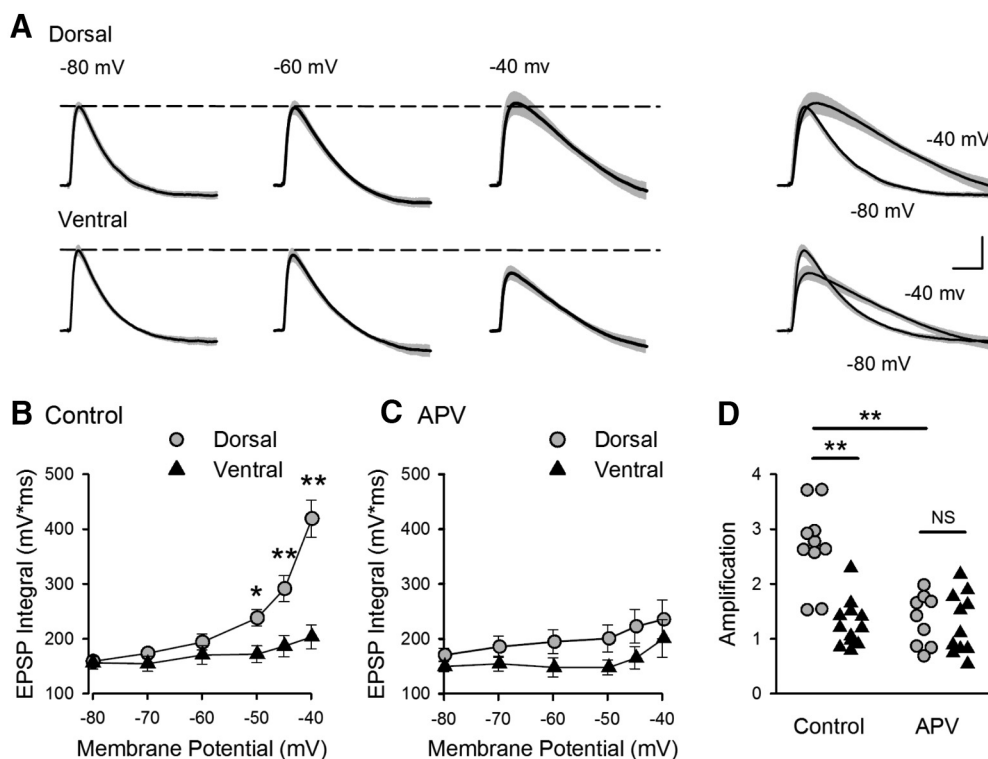 A
Dorsal
-80 mV
-60 mV
-40 mv
-40 mV
-80 mV
Ventral
-40 mv
-80 mV
B Control
Dorsal
Ventral
EPSP Integral (mV*ms)
500
400
300
200
100
*
**
**
-80
-70
-60
-50
-40
Membrane Potential (mV)
C APV
Dorsal
Ventral
EPSP Integral (mV*ms)
500
400
300
200
100
-80
-70
-60
-50
-40
Membrane Potential (mV)
D
**
**
NS
Amplification
4
3
2
1
0
Control
APV